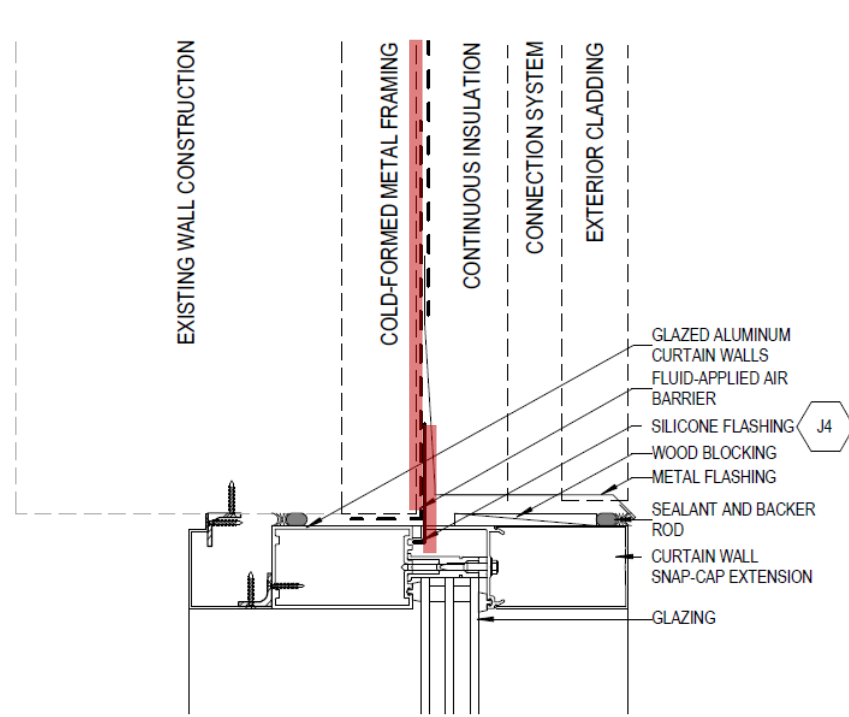 EXISTING WALL CONSTRUCTION
COLD-FORMED METAL FRAMING
CONTINUOUS INSULATION
CONNECTION SYSTEM
EXTERIOR CLADDING
GLAZED ALUMINUM
CURTAIN WALLS
FLUID-APPLIED AIR
BARRIER
SILICONE FLASHING J4
WOOD BLOCKING
METAL FLASHING
SEALANT AND BACKER
ROD
CURTAIN WALL
SNAP-CAP EXTENSION
GLAZING